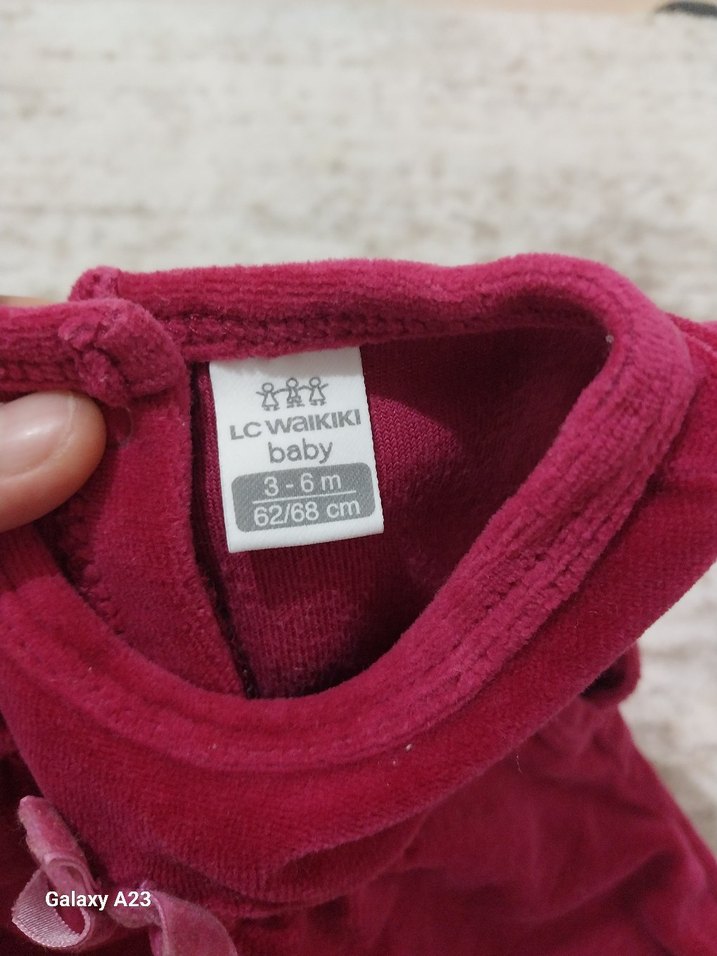 LC WAIKIKI
baby
3 - 6 m
62/68 cm
Galaxy A23